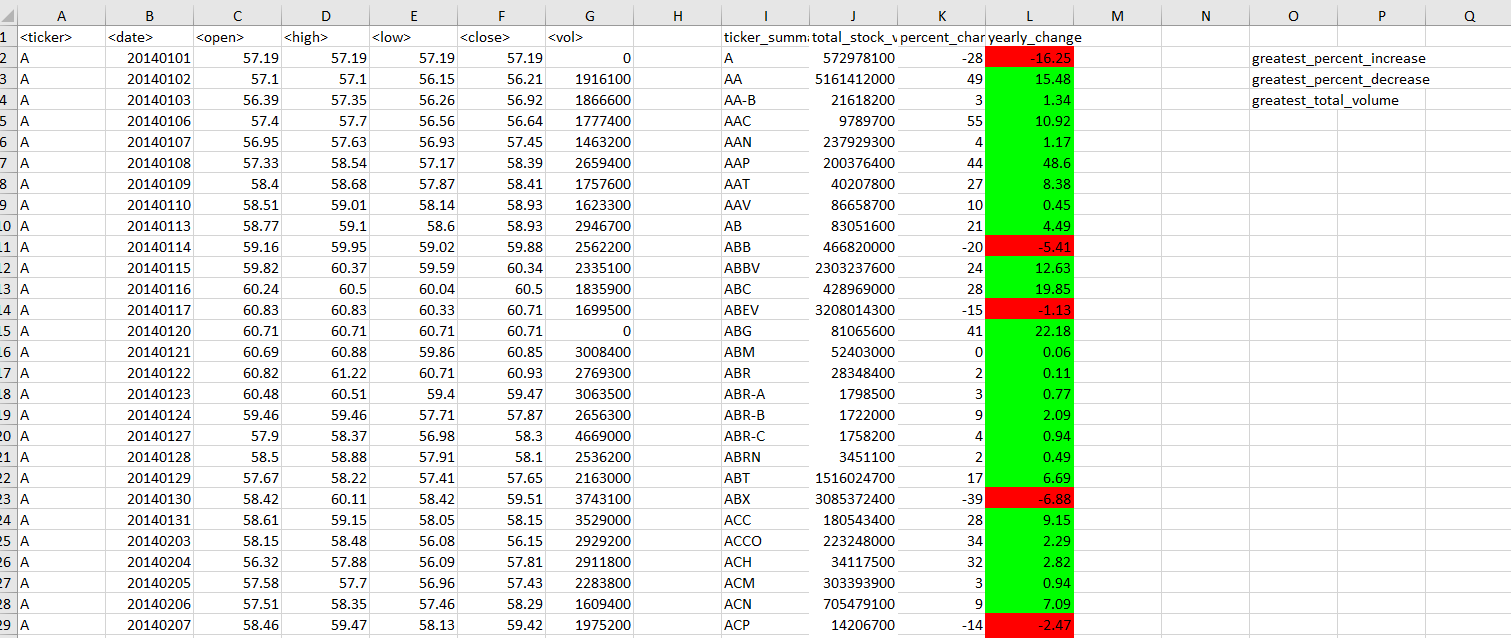 A B C D E F G H I J K L M N O P Q
1 <ticker> <date> <open> <high> <low> <close> <vol> ticker_summa total_stock_v percent_char yearly_change
2 A 20140101 57.19 57.19 57.19 57.19 0 A 572978100 -28 -16.25 greatest_percent_increase
3 A 20140102 57.1 57.1 56.15 56.21 1916100 AA 5161412000 49 15.48 greatest_percent_decrease
4 A 20140103 56.39 57.35 56.26 56.92 1866600 AA-B 21618200 3 1.34 greatest_total_volume
5 A 20140106 57.4 57.7 56.56 56.64 1777400 AAC 9789700 55 10.92
6 A 20140107 56.95 57.63 56.93 57.45 1463200 AAN 237929300 4 1.17
7 A 20140108 57.33 58.54 57.17 58.39 2659400 AAP 200376400 44 48.6
8 A 20140109 58.4 58.68 57.87 58.41 1757600 AAT 40207800 27 8.38
9 A 20140110 58.51 59.01 58.14 58.93 1623300 AAV 86658700 10 0.45
10 A 20140113 58.77 59.1 58.6 58.93 2946700 AB 83051600 21 4.49
11 A 20140114 59.16 59.95 59.02 59.88 2562200 ABB 466820000 -20 -5.41
12 A 20140115 59.82 60.37 59.59 60.34 2335100 ABBV 2303237600 24 12.63
13 A 20140116 60.24 60.5 60.04 60.5 1835900 ABC 428969000 28 19.85
14 A 20140117 60.83 60.83 60.33 60.71 1699500 ABEV 3208014300 -15 -1.13
15 A 20140120 60.71 60.71 60.71 60.71 0 ABG 81065600 41 22.18
16 A 20140121 60.69 60.88 59.86 60.85 3008400 ABM 52403000 0 0.06
17 A 20140122 60.82 61.22 60.71 60.93 2769300 ABR 28348400 2 0.11
18 A 20140123 60.48 60.51 59.4 59.47 3063500 ABR-A 1798500 3 0.77
19 A 20140124 59.46 59.46 57.71 57.87 2656300 ABR-B 1722000 9 2.09
20 A 20140127 57.9 58.37 56.98 58.3 4669000 ABR-C 1758200 4 0.94
21 A 20140128 58.5 58.88 57.91 58.1 2536200 ABRN 3451100 2 0.49
22 A 20140129 57.67 58.22 57.41 57.65 2163000 ABT 1516024700 17 6.69
23 A 20140130 58.42 60.11 58.42 59.51 3743100 ABX 3085372400 -39 -6.88
24 A 20140131 58.61 59.15 58.05 58.15 3529000 ACC 180543400 28 9.15
25 A 20140203 58.15 58.48 56.08 56.15 2929200 ACCO 223248000 34 2.29
26 A 20140204 56.32 57.88 56.09 57.81 2911800 ACH 34117500 32 2.82
27 A 20140205 57.58 57.7 56.96 57.43 2283800 ACM 303393900 3 0.94
28 A 20140206 57.51 58.35 57.46 58.29 1609400 ACN 705479100 9 7.09
29 A 20140207 58.46 59.47 58.13 59.42 1975200 ACP 14206700 -14 -2.47